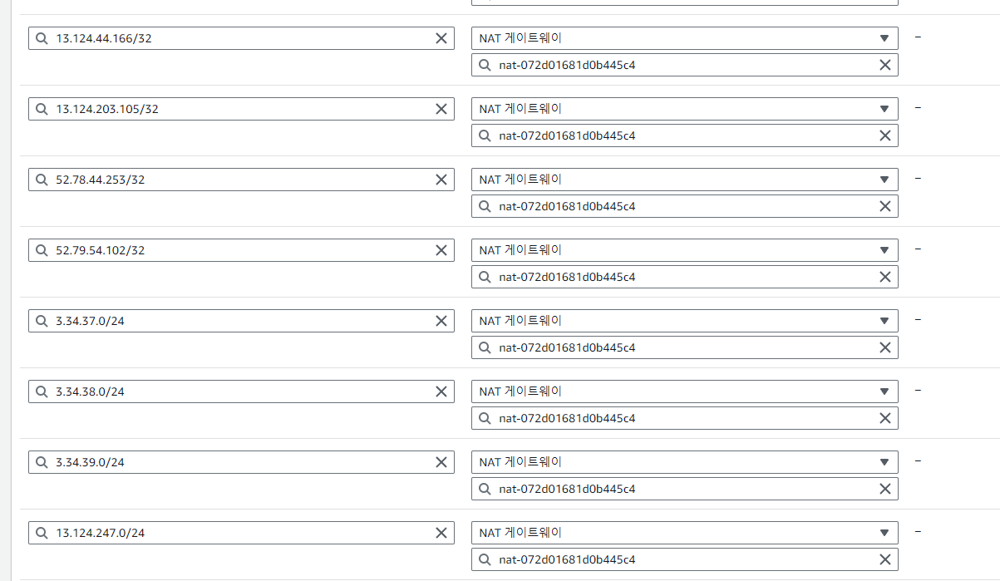 13.124.44.166/32
NAT 게이트웨이
–
nat-072d01681d0b445c4
13.124.203.105/32
NAT 게이트웨이
–
nat-072d01681d0b445c4
52.78.44.253/32
NAT 게이트웨이
–
nat-072d01681d0b445c4
52.79.54.102/32
NAT 게이트웨이
–
nat-072d01681d0b445c4
3.34.37.0/24
NAT 게이트웨이
–
nat-072d01681d0b445c4
3.34.38.0/24
NAT 게이트웨이
–
nat-072d01681d0b445c4
3.34.39.0/24
NAT 게이트웨이
–
nat-072d01681d0b445c4
13.124.247.0/24
NAT 게이트웨이
–
nat-072d01681d0b445c4